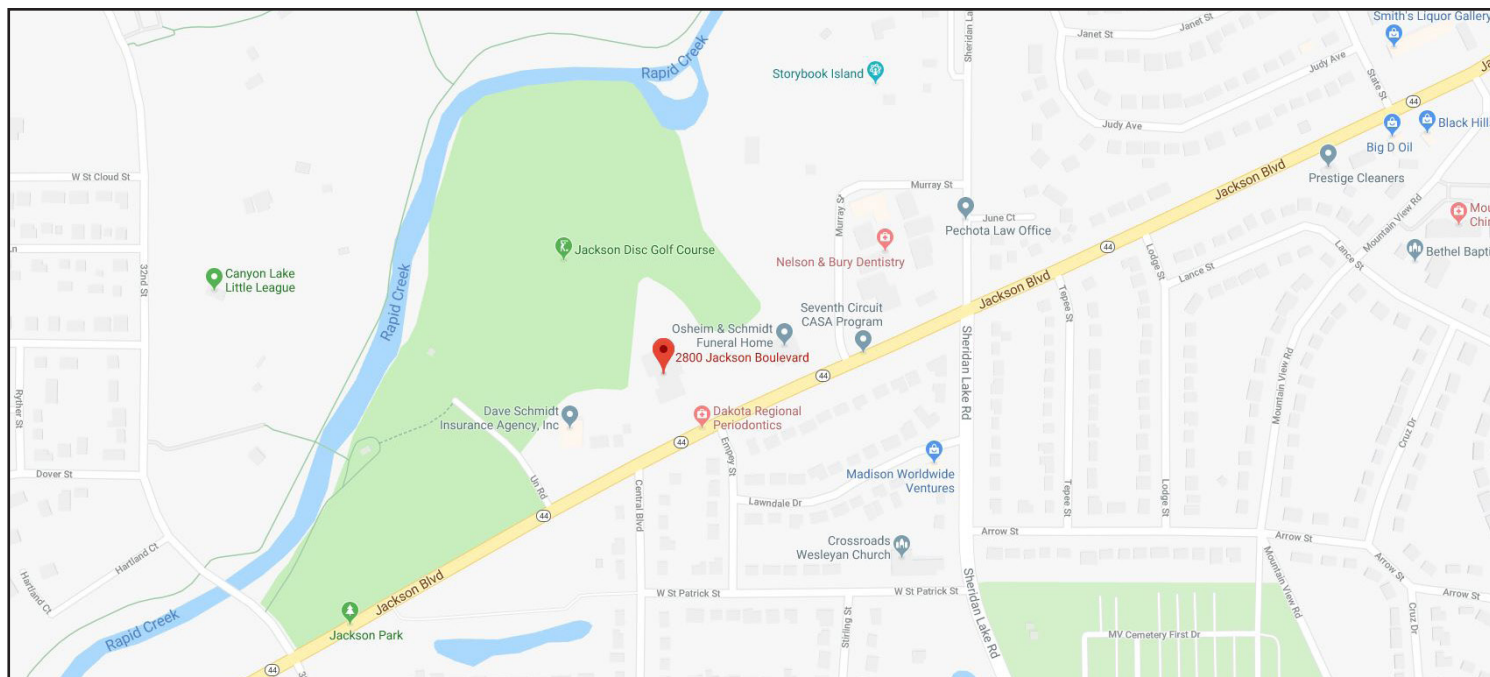 Smith's Liquor Gallery
Janet St
Janet St
Sheridan Lake
Rapid Creek
Storybook Island
Judy Ave
State St
44
Judy Ave
Big D Oil
Black Hills
Prestige Cleaners
Jackson Blvd
W St Cloud St
Murray St
June Ct
Pechota Law Office
Murray St
Mountain View Rd
Jackson Disc Golf Course
Nelson & Bury Dentistry
44
Lodge St
Lance St
Lance St
Bethel Bapti
32nd St
Canyon Lake
Little League
Rapid Creek
Jackson Blvd
Tepee St
Seventh Circuit
CASA Program
Osheim & Schmidt
Funeral Home
2800 Jackson Boulevard
Sheridan Lake Rd
44
Mountain View Rd
Ryther St
Dave Schmidt
Insurance Agency, Inc
Dakota Regional
Periodontics
44
Empey St
Cruz Dr
Dover St
Un Rd
Central Blvd
Madison Worldwide
Ventures
Lawndale Dr
Tepee St
Lodge St
44
Arrow St
Arrow St
Crossroads
Wesleyan Church
Hartland Ct
Hartland Ct
Arrow St
Jackson Blvd
W St Patrick St
W St Patrick St
Sheridan Lake Rd
Mountain View Rd
Arrow St
Cruz Dr
Jackson Park
Rapid Creek
Stirling St
MV Cemetery First Dr
44